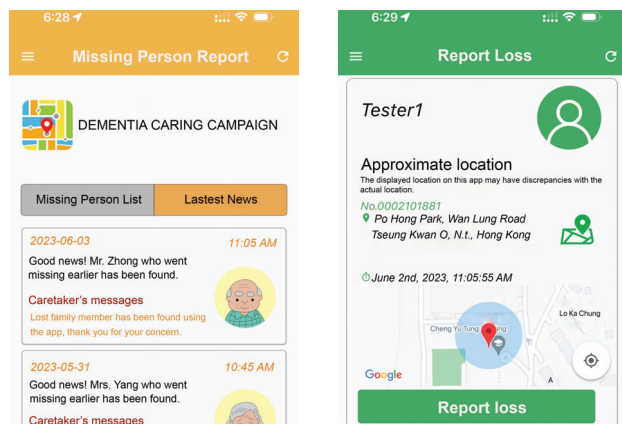 6:28
Missing Person Report
DEMENTIA CARING CAMPAIGN
Missing Person List
Lastest News
2023-06-03
11:05 AM
Good news! Mr. Zhong who went
missing earlier has been found.
Caretaker's messages
Lost family member has been found using
the app, thank you for your concern.
2023-05-31
10:45 AM
Good news! Mrs. Yang who went
missing earlier has been found.
Caretaker's messages
6:29
Report Loss
Tester1
Approximate location
The displayed location on this app may have discrepancies with the
actual location.
No.0002101881
Po Hong Park, Wan Lung Road
Tseung Kwan O, N.t., Hong Kong
June 2nd, 2023, 11:05:55 AM
Lo Ka Chung
Cheng Yu Tung
Google
A
Report loss